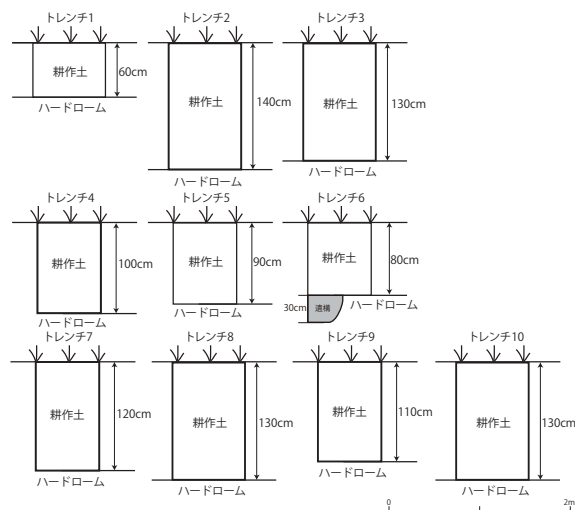 トレンチ1
トレンチ2
トレンチ3
耕作土
60cm
ハードローム
耕作土
140cm
ハードローム
耕作土
130cm
ハードローム
トレンチ4
トレンチ5
トレンチ6
耕作土
100cm
ハードローム
耕作土
90cm
ハードローム
耕作土
80cm
30cm
遺構
ハードローム
トレンチ7
トレンチ8
トレンチ9
トレンチ10
耕作土
120cm
ハードローム
耕作土
130cm
ハードローム
耕作土
110cm
ハードローム
耕作土
130cm
ハードローム
0
2m